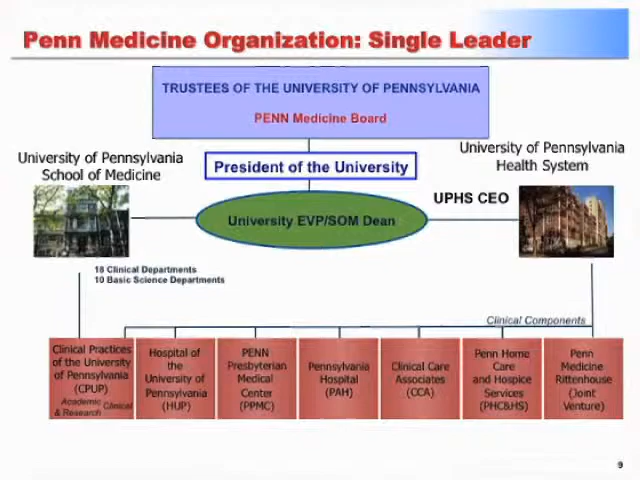 Penn Medicine Organization: Single Leader
TRUSTEES OF THE UNIVERSITY OF PENNSYLVANIA
PENN Medicine Board
University of Pennsylvania
School of Medicine
President of the University
University of Pennsylvania
Health System
UPHS CEO
University EVP/SOM Dean
18 Clinical Departments
10 Basic Science Departments
Clinical Components
Clinical Practices
of the University
of Pennsylvania
(CPUP)
Academic
& Research
Clinical
Hospital of
the
University of
Pennsylvania
(HUP)
PENN
Presbyterian
Medical
Center
(PPMC)
Pennsylvania
Hospital
(PAH)
Clinical Care
Associates
(CCA)
Penn Home
Care
and Hospice
Services
(PHC&HS)
Penn
Medicine
Rittenhouse
(Joint
Venture)
9